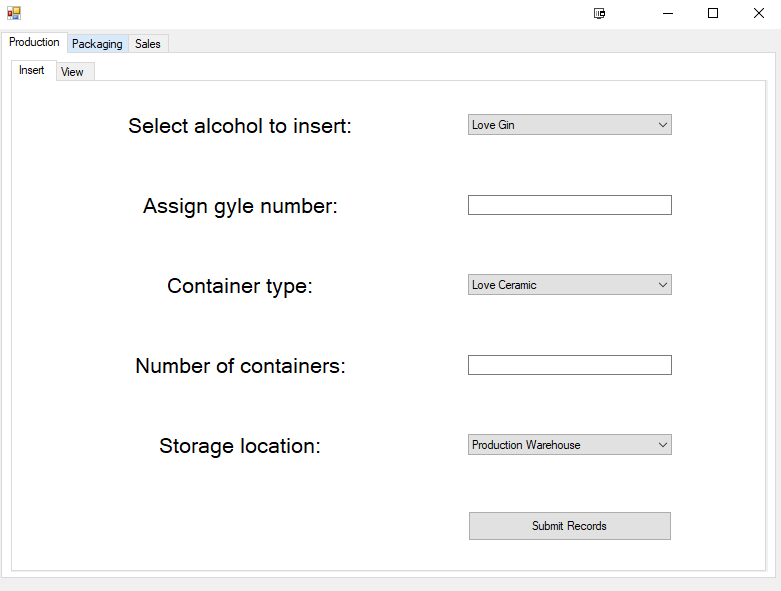 Production Packaging Sales
Insert View
Select alcohol to insert: Love Gin
Assign gyle number:
Container type: Love Ceramic
Number of containers:
Storage location: Production Warehouse
Submit Records